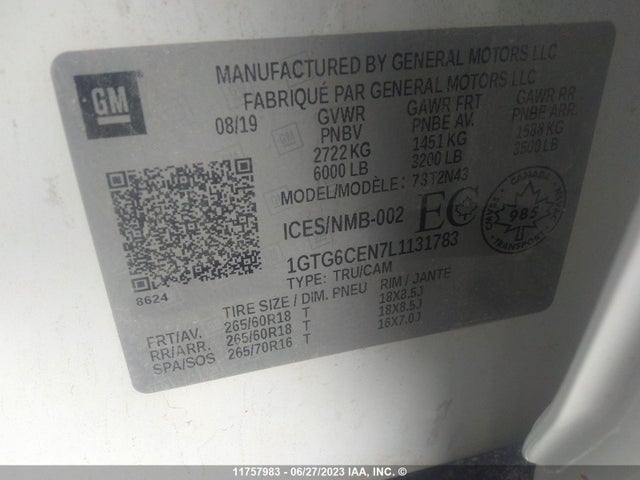 GM
MANUFACTURED BY GENERAL MOTORS LLC
FABRIQUÉ PAR GENERAL MOTORS LLC
08/19 GVWR GAWR FRT GAWR RR
PNBV PNBE AV. PNBE ARR.
2722 KG 1451 KG 1588 KG
6000 LB 3200 LB 3500 LB
MODEL/MODÈLE: 73T2N43
ICES/NMB-002 EC CANADA 985 TRANSPORT
1GTG6CEN7L1131783
TYPE: TRU/CAM
8624
TIRE SIZE / DIM. PNEU RIM / JANTE
FRT/AV. 265/60R18 T 18X8.5J
RR/ARR. 265/60R18 T 18X8.5J
SPA/SOS 265/70R16 T 16X7.0J
11757983 - 06/27/2023 IAA, INC. ©